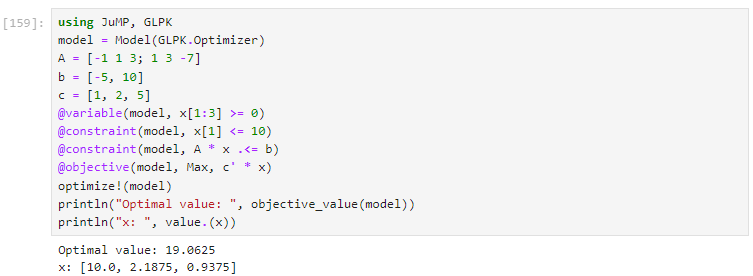 [159]: using JuMP, GLPK
model = Model(GLPK.Optimizer)
A = [-1 1 3; 1 3 -7]
b = [-5, 10]
c = [1, 2, 5]
@variable(model, x[1:3] >= 0)
@constraint(model, x[1] <= 10)
@constraint(model, A * x .<= b)
@objective(model, Max, c' * x)
optimize!(model)
println("Optimal value: ", objective_value(model))
println("x: ", value.(x))
Optimal value: 19.0625
x: [10.0, 2.1875, 0.9375]